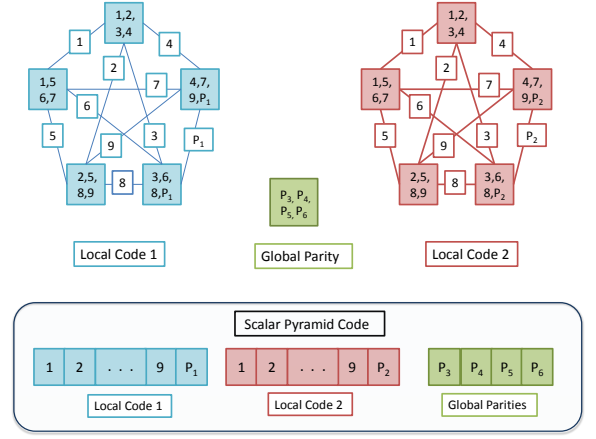 1,2,
3,4
1
4
2
1,5
6,7
7
4,7,
9,P1
6
5
3
P1
9
2,5,
8,9
8
3,6,
8,P1
Local Code 1
P3, P4,
P5, P6
Global Parity
1,2,
3,4
1
4
2
1,5,
6,7
7
4,7,
9,P2
6
5
3
P2
9
2,5,
8,9
8
3,6,
8,P2
Local Code 2
Scalar Pyramid Code
1 2 . . . 9 P1
Local Code 1
1 2 . . . 9 P2
Local Code 2
P3 P4 P5 P6
Global Parities